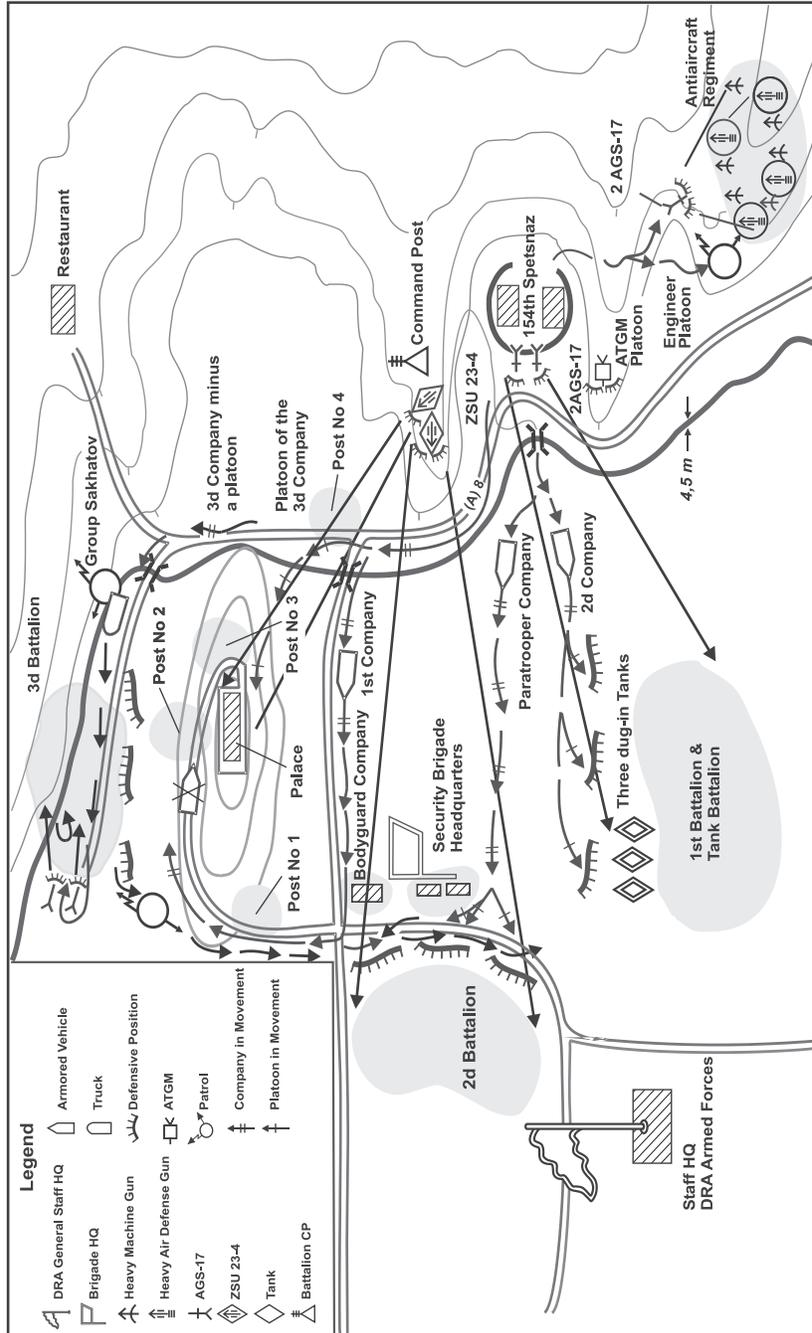 Legend
DRA General Staff HQ
Brigade HQ
Heavy Machine Gun
Heavy Air Defense Gun
AGS-17
ZSU 23-4
Tank
Battalion CP
Armored Vehicle
Truck
Defensive Position
ATGM
Patrol
Company in Movement
Platoon in Movement
3d Battalion
Group Sakhatov
Restaurant
Post No 2
3d Company minus
a platoon
Platoon of the
3d Company
Post No 4
Post No 3
Palace
Post No 1
Command Post
ZSU 23-4
(A) 8
154th Spetsnaz
2 AGS-17
Antiaircraft
Regiment
Engineer
Platoon
2AGS-17
ATGM
Platoon
4,5 m
1st Company
Bodyguard Company
Security Brigade
Headquarters
Paratrooper Company
2d Company
Three dug-in Tanks
1st Battalion &
Tank Battalion
2d Battalion
Staff HQ
DRA Armed Forces